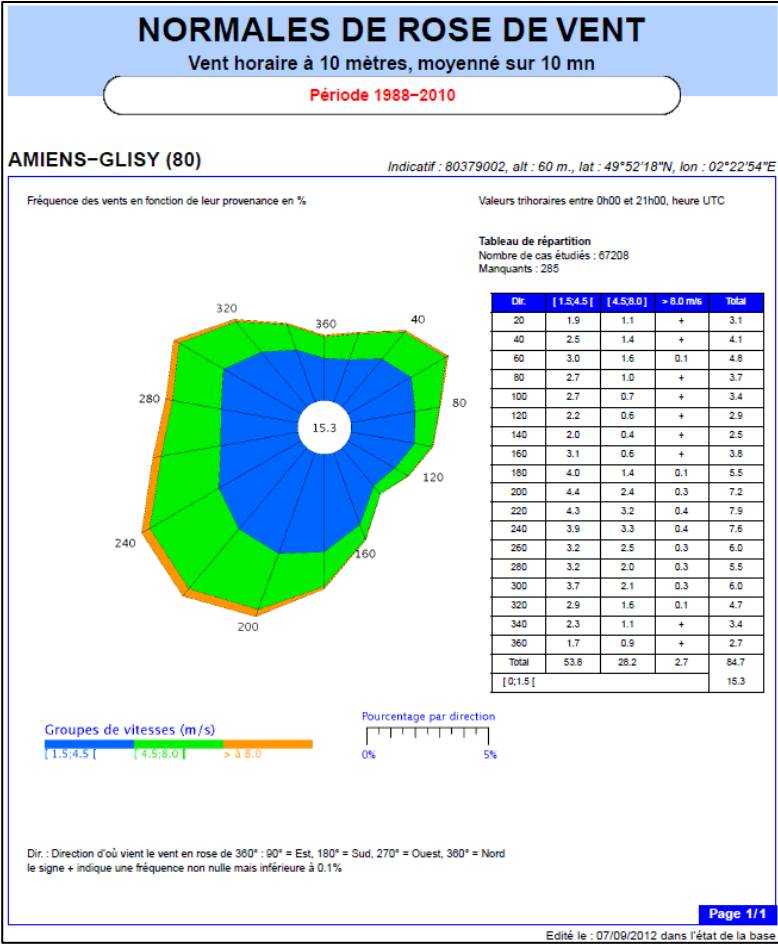 NORMALES DE ROSE DE VENT
Vent horaire à 10 mètres, moyenné sur 10 mn
Période 1988−2010
AMIENS−GLISY (80)
Indicatif : 80379002, alt : 60 m., lat : 49°52'18"N, lon : 02°22'54"E
Fréquence des vents en fonction de leur provenance en %
Valeurs trihoraires entre 0h00 et 21h00, heure UTC
Tableau de répartition
Nombre de cas étudiés : 67208
Manquants : 285
320
360
40
280
80
15.3
120
240
160
200
Dir. [ 1.5;4.5 [ [ 4.5;8.0 ] > 8.0 m/s Total
20 1.9 1.1 + 3.1
40 2.5 1.4 + 4.1
60 3.0 1.6 0.1 4.8
80 2.7 1.0 + 3.7
100 2.7 0.7 + 3.4
120 2.2 0.6 + 2.9
140 2.0 0.4 + 2.5
160 3.1 0.6 + 3.8
180 4.0 1.4 0.1 5.5
200 4.4 2.4 0.3 7.2
220 4.3 3.2 0.4 7.9
240 3.9 3.3 0.4 7.6
260 3.2 2.5 0.3 6.0
280 3.2 2.0 0.3 5.5
300 3.7 2.1 0.3 6.0
320 2.9 1.6 0.1 4.7
340 2.3 1.1 + 3.4
360 1.7 0.9 + 2.7
Total 53.8 28.2 2.7 84.7
[ 0;1.5 [ 15.3
Groupes de vitesses (m/s)
[ 1.5;4.5 [ [ 4.5;8.0 ] > à 8.0
Pourcentage par direction
0% 5%
Dir. : Direction d'où vient le vent en rose de 360° : 90° = Est, 180° = Sud, 270° = Ouest, 360° = Nord
le signe + indique une fréquence non nulle mais inférieure à 0.1%
Page 1/1
Edité le : 07/09/2012 dans l'état de la base